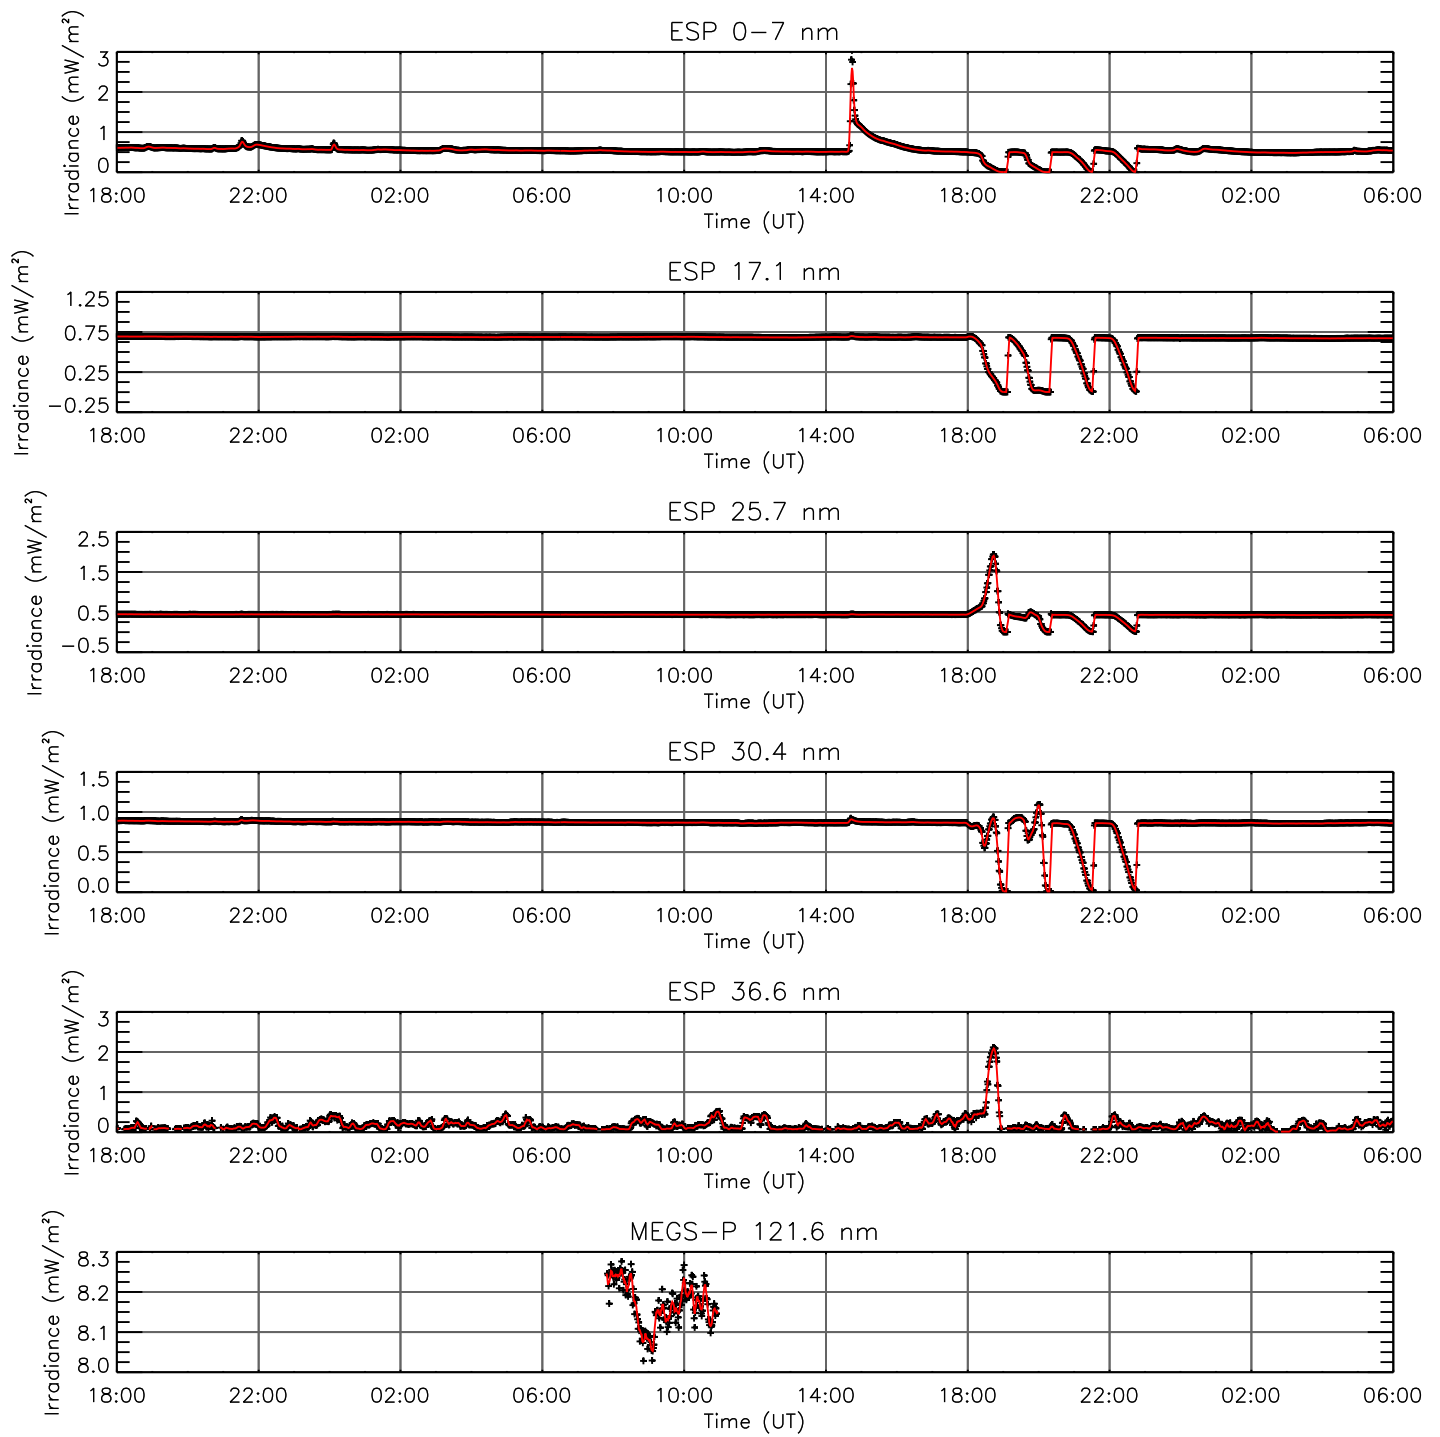 ESP 0-7 nm
Irradiance (mW/m²)
3
2
1
0
18:00 22:00 02:00 06:00 10:00 14:00 18:00 22:00 02:00 06:00
Time (UT)
ESP 17.1 nm
Irradiance (mW/m²)
1.25
0.75
0.25
-0.25
18:00 22:00 02:00 06:00 10:00 14:00 18:00 22:00 02:00 06:00
Time (UT)
ESP 25.7 nm
Irradiance (mW/m²)
2.5
1.5
0.5
-0.5
18:00 22:00 02:00 06:00 10:00 14:00 18:00 22:00 02:00 06:00
Time (UT)
ESP 30.4 nm
Irradiance (mW/m²)
1.5
1.0
0.5
0.0
18:00 22:00 02:00 06:00 10:00 14:00 18:00 22:00 02:00 06:00
Time (UT)
ESP 36.6 nm
Irradiance (mW/m²)
3
2
1
0
18:00 22:00 02:00 06:00 10:00 14:00 18:00 22:00 02:00 06:00
Time (UT)
MEGS-P 121.6 nm
Irradiance (mW/m²)
8.3
8.2
8.1
8.0
18:00 22:00 02:00 06:00 10:00 14:00 18:00 22:00 02:00 06:00
Time (UT)